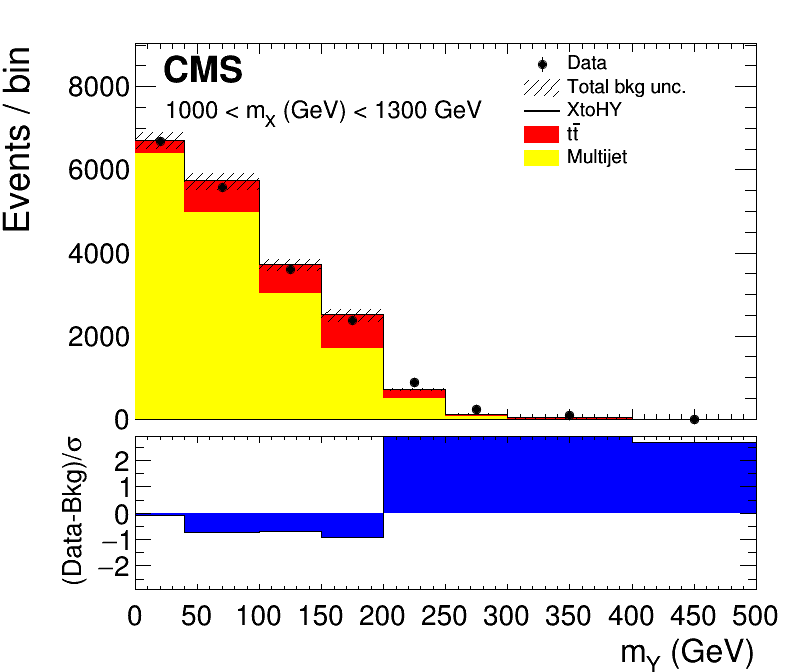 CMS
1000 < mX (GeV) < 1300 GeV
Data
Total bkg unc.
XtoHY
tt̄
Multijet
Events / bin
8000
6000
4000
2000
0
(Data-Bkg)/σ
2
1
0
−1
−2
0 50 100 150 200 250 300 350 400 450 500
mY (GeV)